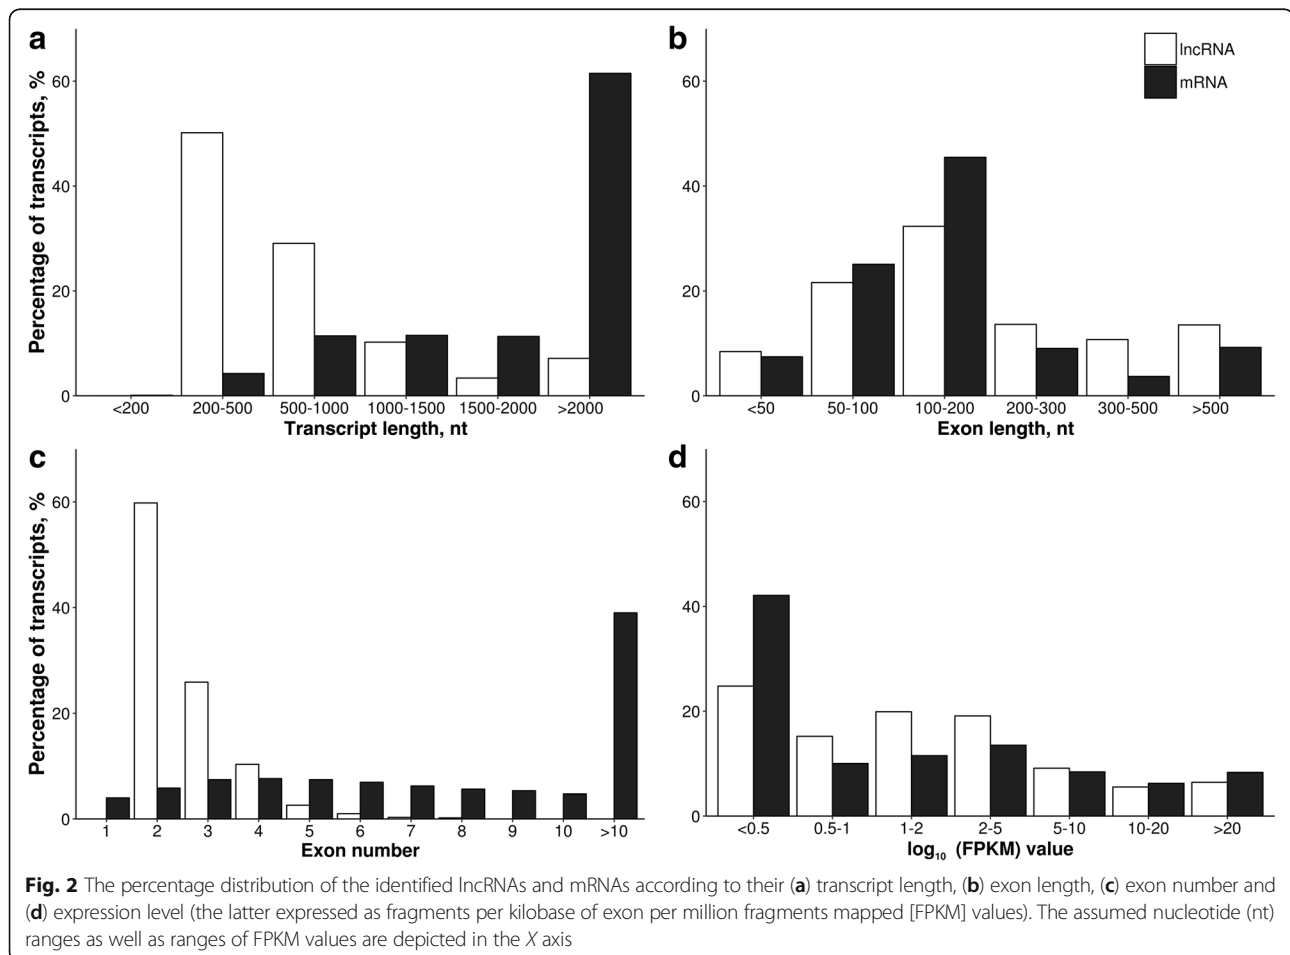 a
Percentage of transcripts, %
60
40
20
0
<200 200-500 500-1000 1000-1500 1500-2000 >2000
Transcript length, nt
b
lncRNA
mRNA
60
40
20
0
<50 50-100 100-200 200-300 300-500 >500
Exon length, nt
c
Percentage of transcripts, %
60
40
20
0
1 2 3 4 5 6 7 8 9 10 >10
Exon number
d
60
40
20
0
<0.5 0.5-1 1-2 2-5 5-10 10-20 >20
log₁₀ (FPKM) value
Fig. 2 The percentage distribution of the identified lncRNAs and mRNAs according to their (a) transcript length, (b) exon length, (c) exon number and
(d) expression level (the latter expressed as fragments per kilobase of exon per million fragments mapped [FPKM] values). The assumed nucleotide (nt)
ranges as well as ranges of FPKM values are depicted in the X axis